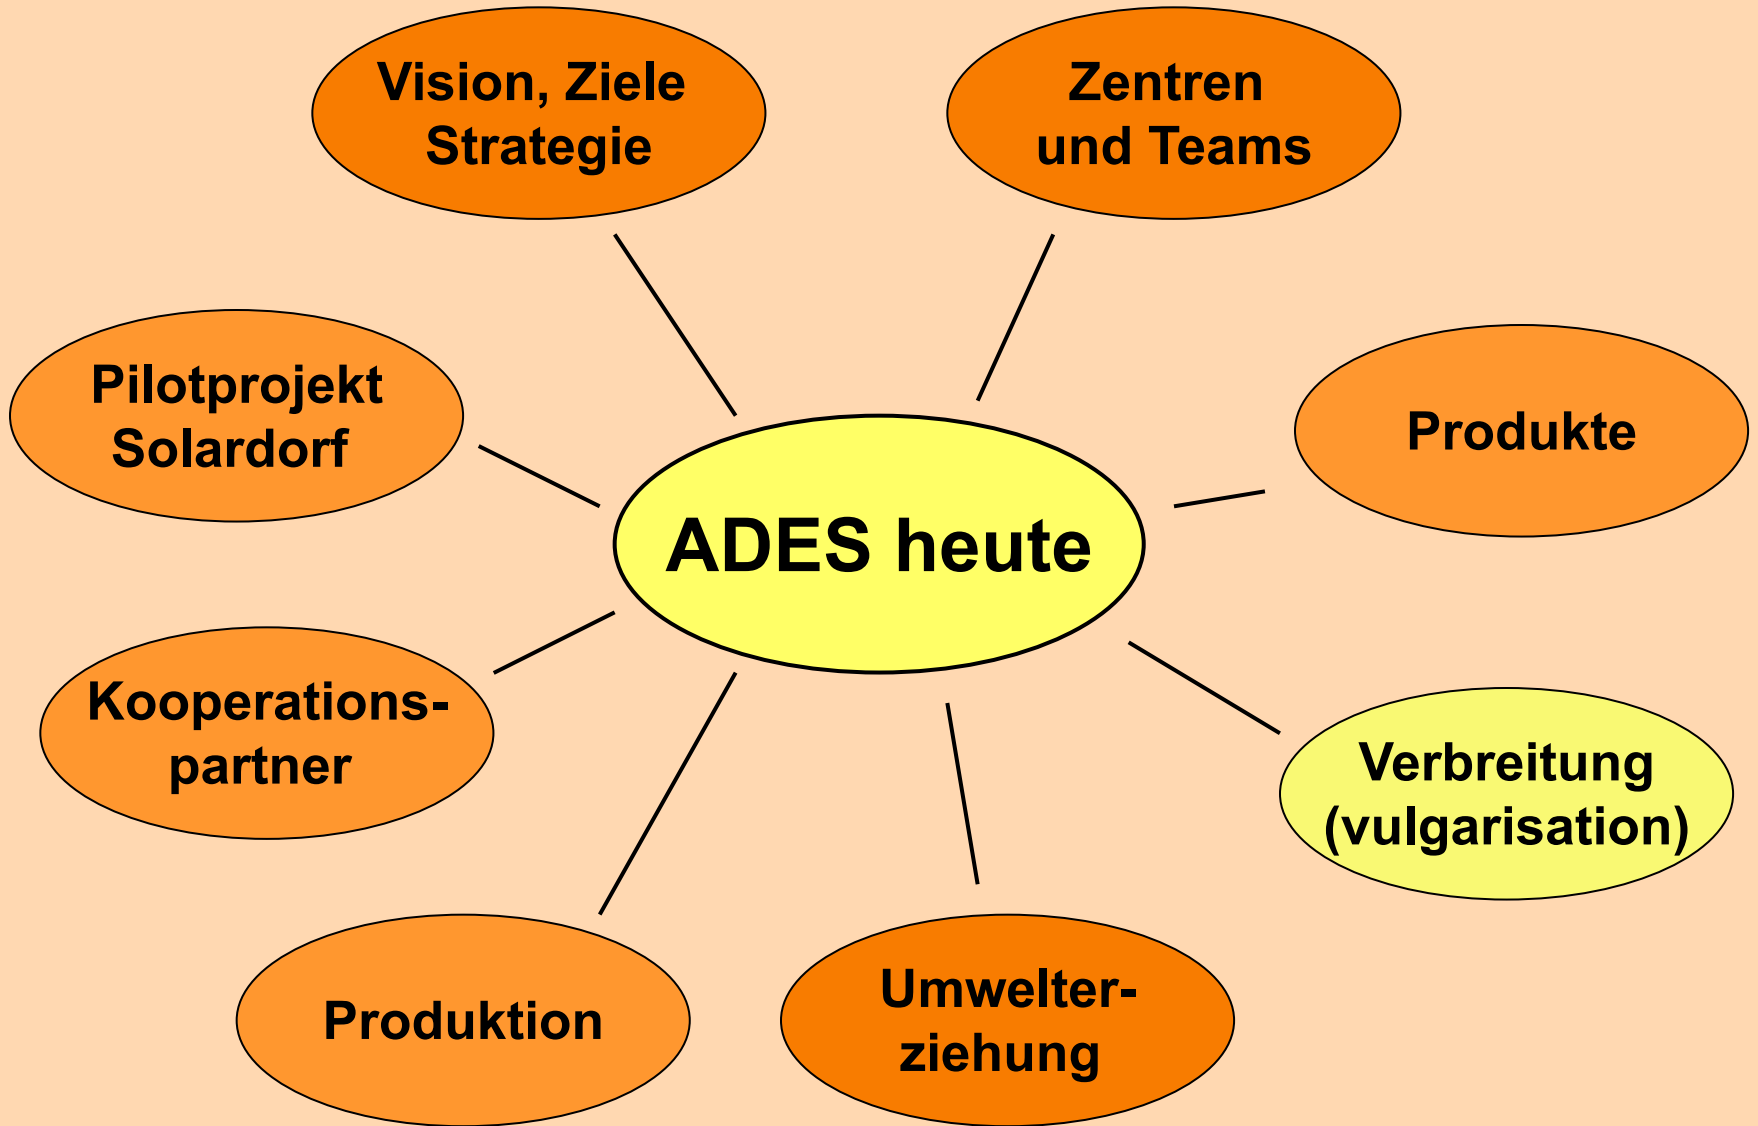 Vision, Ziele
Strategie
Zentren
und Teams
Pilotprojekt
Solardorf
Produkte
ADES heute
Kooperations-
partner
Verbreitung
(vulgarisation)
Produktion
Umwelter-
ziehung